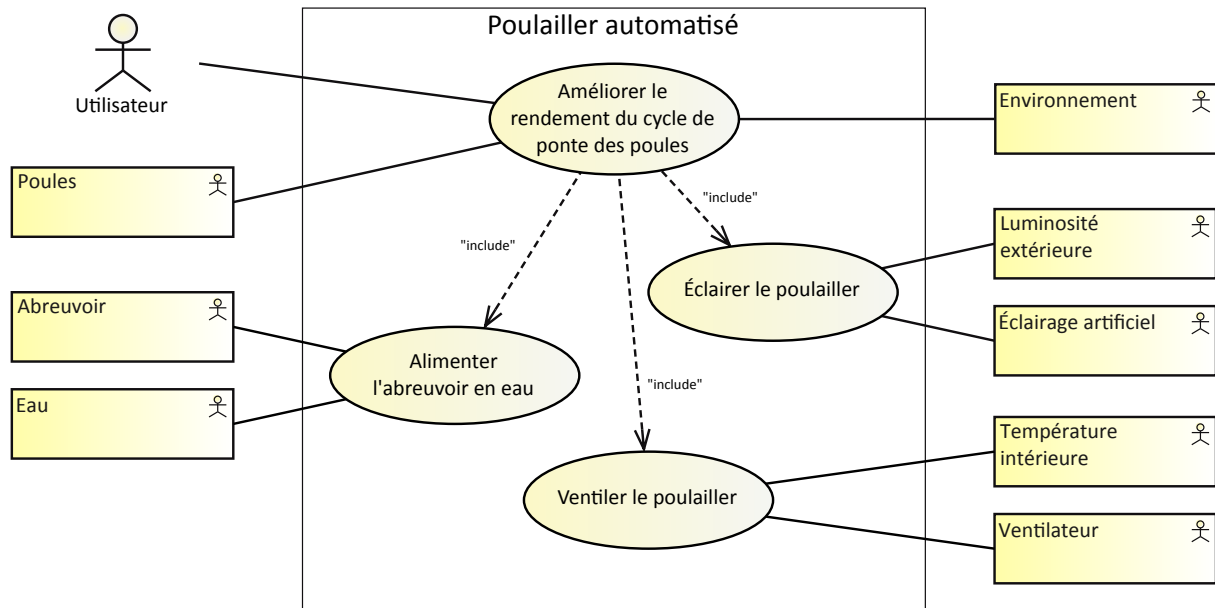 Poulailler automatisé
Utilisateur
Améliorer le
rendement du cycle de
ponte des poules
Environnement
Poules
"include"
"include"
Luminosité
extérieure
Éclairer le poulailler
Abreuvoir
Éclairage artificiel
Alimenter
l'abreuvoir en eau
"include"
Eau
Température
intérieure
Ventiler le poulailler
Ventilateur